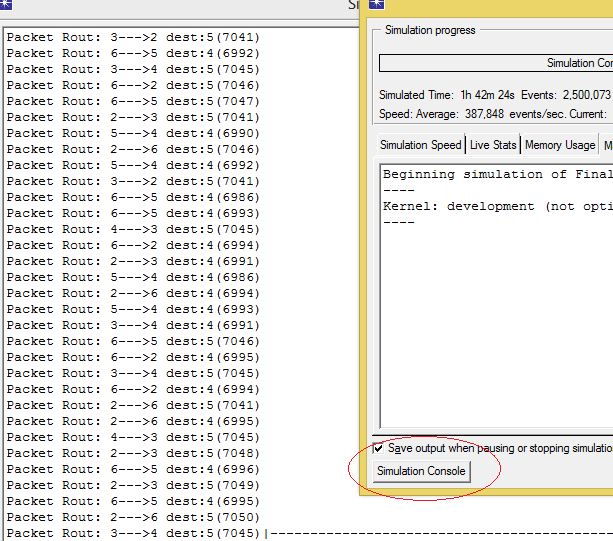 Si
Packet Rout: 3--->2 dest:5(7041)
Packet Rout: 6--->5 dest:4(6992)
Packet Rout: 3--->4 dest:5(7045)
Packet Rout: 6--->2 dest:5(7046)
Packet Rout: 6--->5 dest:5(7047)
Packet Rout: 2--->3 dest:5(7041)
Packet Rout: 5--->4 dest:4(6990)
Packet Rout: 2--->6 dest:5(7046)
Packet Rout: 5--->4 dest:4(6992)
Packet Rout: 3--->2 dest:5(7041)
Packet Rout: 6--->5 dest:4(6986)
Packet Rout: 6--->5 dest:4(6993)
Packet Rout: 4--->3 dest:5(7045)
Packet Rout: 6--->2 dest:4(6994)
Packet Rout: 2--->3 dest:4(6991)
Packet Rout: 5--->4 dest:4(6986)
Packet Rout: 2--->6 dest:4(6994)
Packet Rout: 5--->4 dest:4(6993)
Packet Rout: 3--->4 dest:4(6991)
Packet Rout: 6--->5 dest:5(7046)
Packet Rout: 6--->2 dest:4(6995)
Packet Rout: 3--->4 dest:5(7045)
Packet Rout: 6--->2 dest:4(6994)
Packet Rout: 2--->6 dest:5(7041)
Packet Rout: 2--->6 dest:4(6995)
Packet Rout: 4--->3 dest:5(7045)
Packet Rout: 2--->3 dest:5(7048)
Packet Rout: 6--->5 dest:4(6996)
Packet Rout: 2--->3 dest:5(7049)
Packet Rout: 6--->5 dest:4(6995)
Packet Rout: 2--->6 dest:5(7050)
Packet Rout: 3--->4 dest:5(7045)|--------------------------------------
Simulation progress
Simulation Cor
Simulated Time: 1h 42m 24s Events: 2,500,073
Speed: Average: 387,848 events/sec. Current:
Simulation Speed Live Stats Memory Usage M
Beginning simulation of Final
----
Kernel: development (not opti
----
Save output when pausing or stopping simulation
Simulation Console